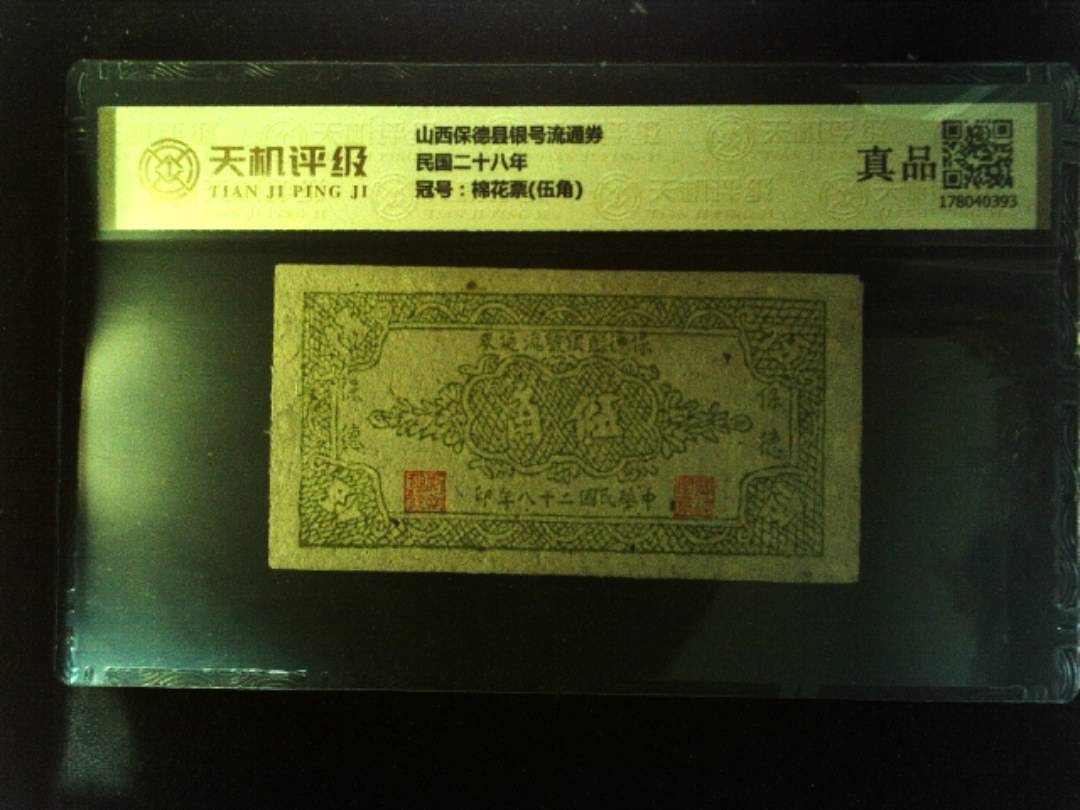 天机评级
TIAN JI PING JI
山西保德县银号流通券
民国二十八年
冠号：棉花票(伍角)
真品
178040393
伍角
保德
保德
中華民國二十八年印